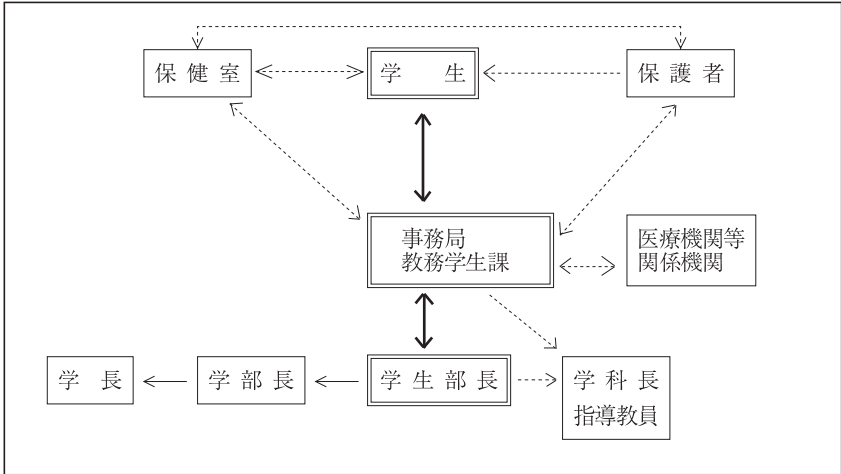 保健室
学生
保護者
事務局
教務学生課
医療機関等
関係機関
学長
学部長
学生部長
学科長
指導教員